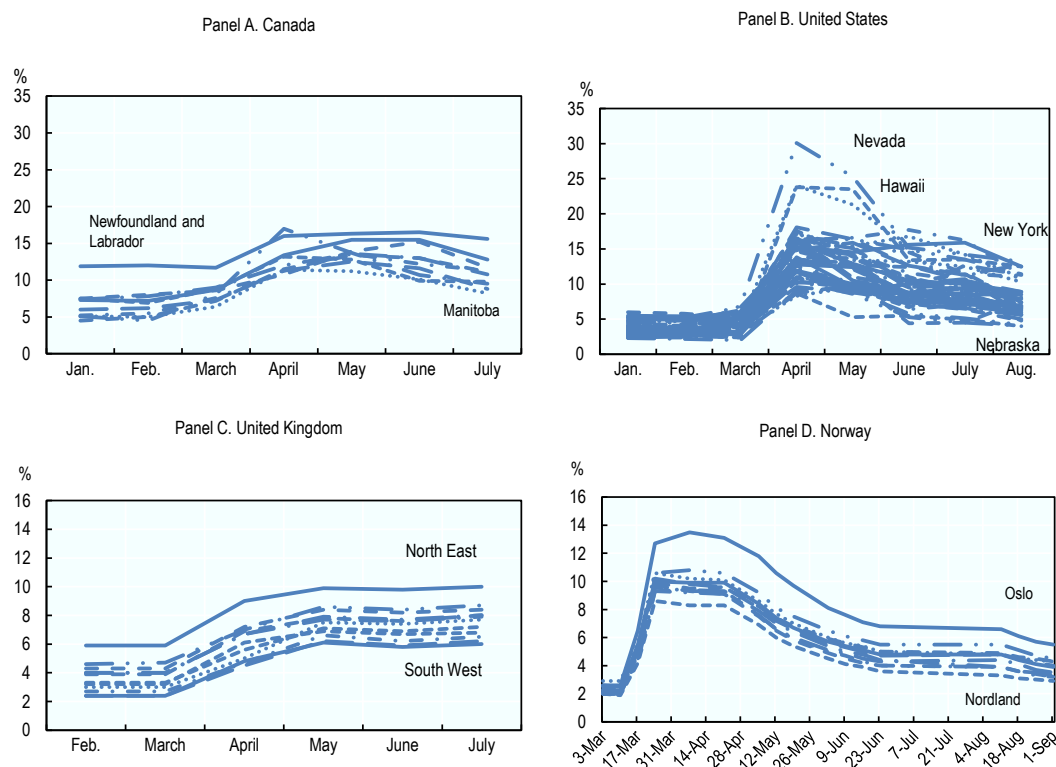 Panel A. Canada
%
35
30
25
20
15
10
5
0
Newfoundland and
Labrador
Manitoba
Jan. Feb. March April May June July
Panel B. United States
%
35
30
25
20
15
10
5
0
Nevada
Hawaii
New York
Nebraska
Jan. Feb. March April May June July Aug.
Panel C. United Kingdom
%
16
14
12
10
8
6
4
2
0
North East
South West
Feb. March April May June July
Panel D. Norway
%
16
14
12
10
8
6
4
2
0
Oslo
Nordland
3-Mar 17-Mar 31-Mar 14-Apr 28-Apr 12-May 26-May 9-Jun 23-Jun 7-Jul 21-Jul 4-Aug 18-Aug 1-Sep